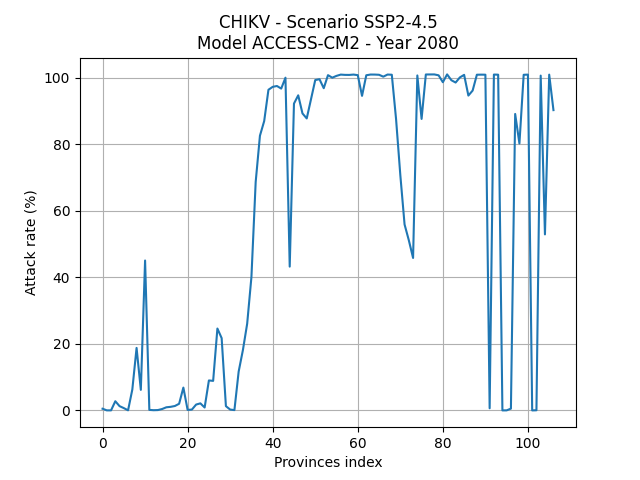 CHIKV - Scenario SSP2-4.5
Model ACCESS-CM2 - Year 2080
Attack rate (%)
100
80
60
40
20
0
0 20 40 60 80 100
Provinces index